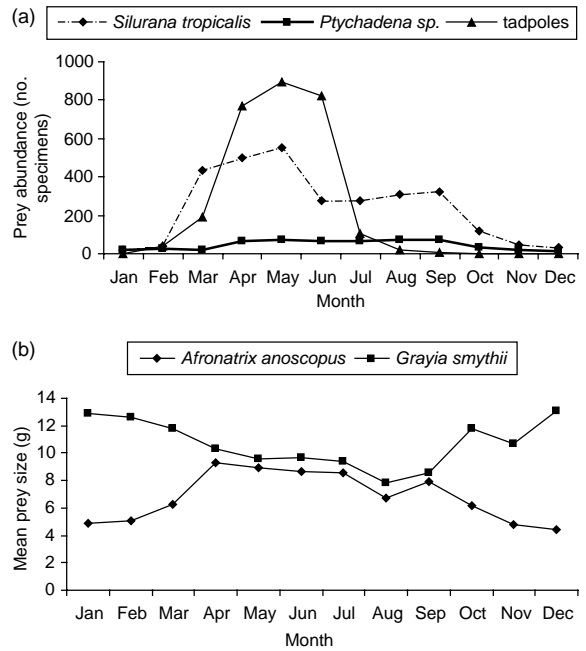 (a)
Silurana tropicalis Ptychadena sp. tadpoles
Prey abundance (no.
specimens)
1000
800
600
400
200
0
Jan Feb Mar Apr May Jun Jul Aug Sep Oct Nov Dec
Month
(b)
Afronatrix anoscopus Grayia smythii
Mean prey size (g)
14
12
10
8
6
4
2
0
Jan Feb Mar Apr May Jun Jul Aug Sep Oct Nov Dec
Month